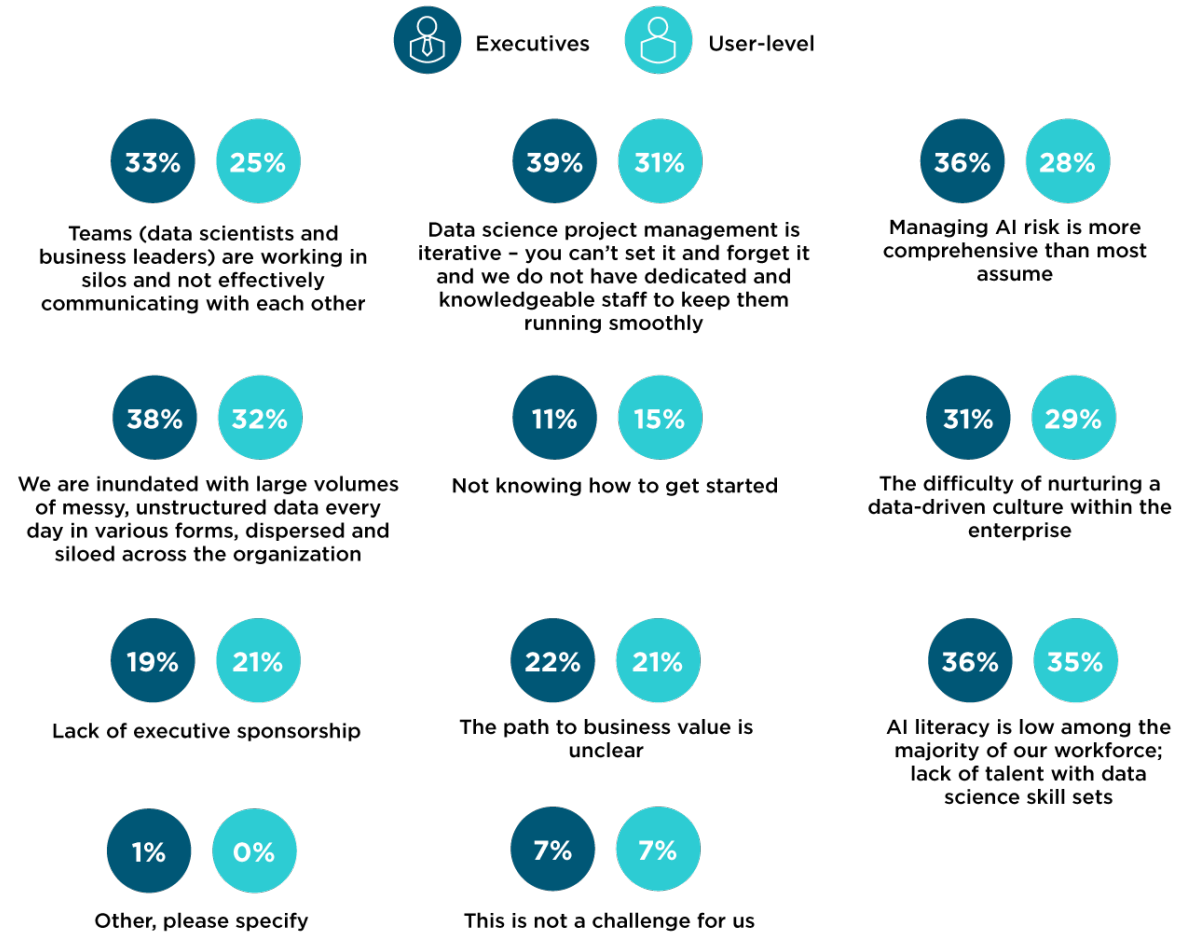 Executives
User-level
33% 25%
Teams (data scientists and
business leaders) are working in
silos and not effectively
communicating with each other
39% 31%
Data science project management is
iterative – you can’t set it and forget it
and we do not have dedicated and
knowledgeable staff to keep them
running smoothly
36% 28%
Managing AI risk is more
comprehensive than most
assume
38% 32%
We are inundated with large volumes
of messy, unstructured data every
day in various forms, dispersed and
siloed across the organization
11% 15%
Not knowing how to get started
31% 29%
The difficulty of nurturing a
data-driven culture within the
enterprise
19% 21%
Lack of executive sponsorship
22% 21%
The path to business value is
unclear
36% 35%
AI literacy is low among the
majority of our workforce;
lack of talent with data
science skill sets
1% 0%
Other, please specify
7% 7%
This is not a challenge for us